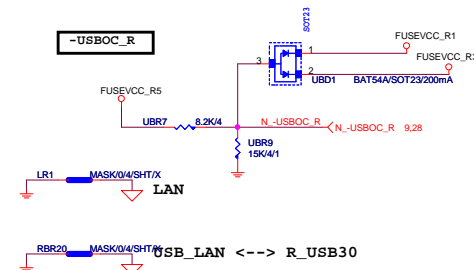 -USBOC_R
SOT23
FUSEVCC_R1
1
3
FUSEVCC_R3
2
UBD1 BAT54A/SOT23/200mA
FUSEVCC_R5
UBR7 8.2K/4
N_-USBOC_R
N_-USBOC_R 9,28
UBR9
15K/4/1
LR1 MASK/0/4/SHT/X
LAN
RBR20 MASK/0/4/SHT/X
USB_LAN <--> R_USB30